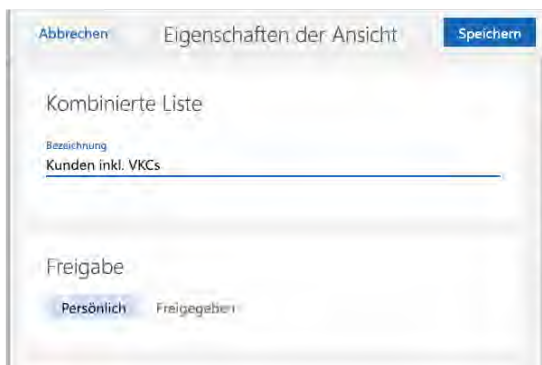 Abbrechen Eigenschaften der Ansicht Speichern
Kombinierte Liste
Bezeichnung
Kunden inkl. VKCs
Freigabe
Persönlich Freigegeben